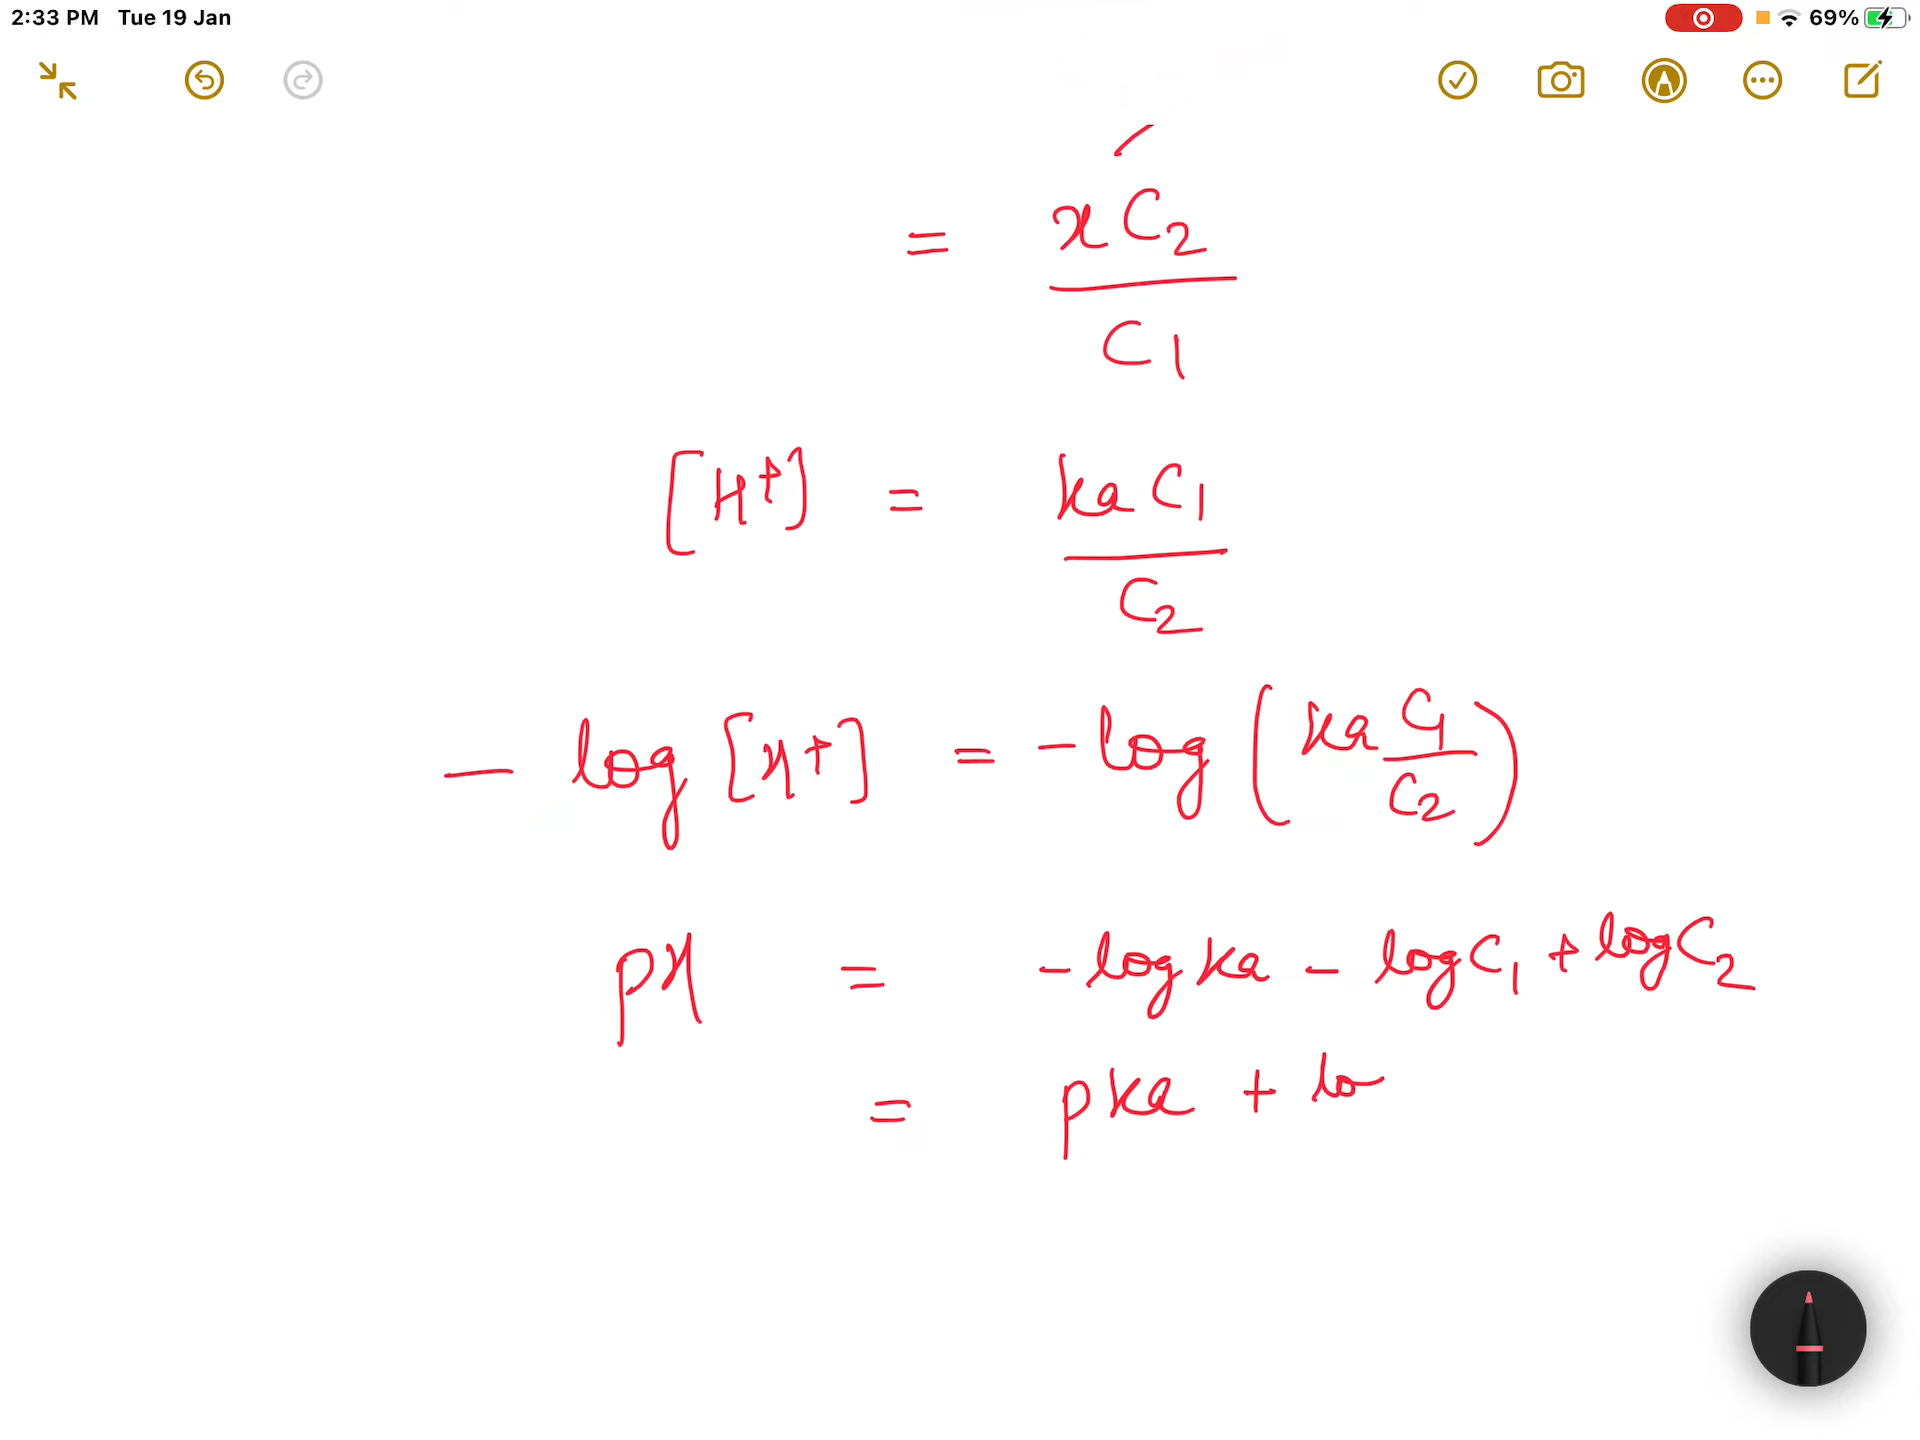 2:33 PM Tue 19 Jan 69%
= xC₂
C₁
[H⁺] = ka C₁
C₂
- log [H+] = - log (ka C₁/C₂)
pH = - log ka - log C₁ + log C₂
= pka + lo